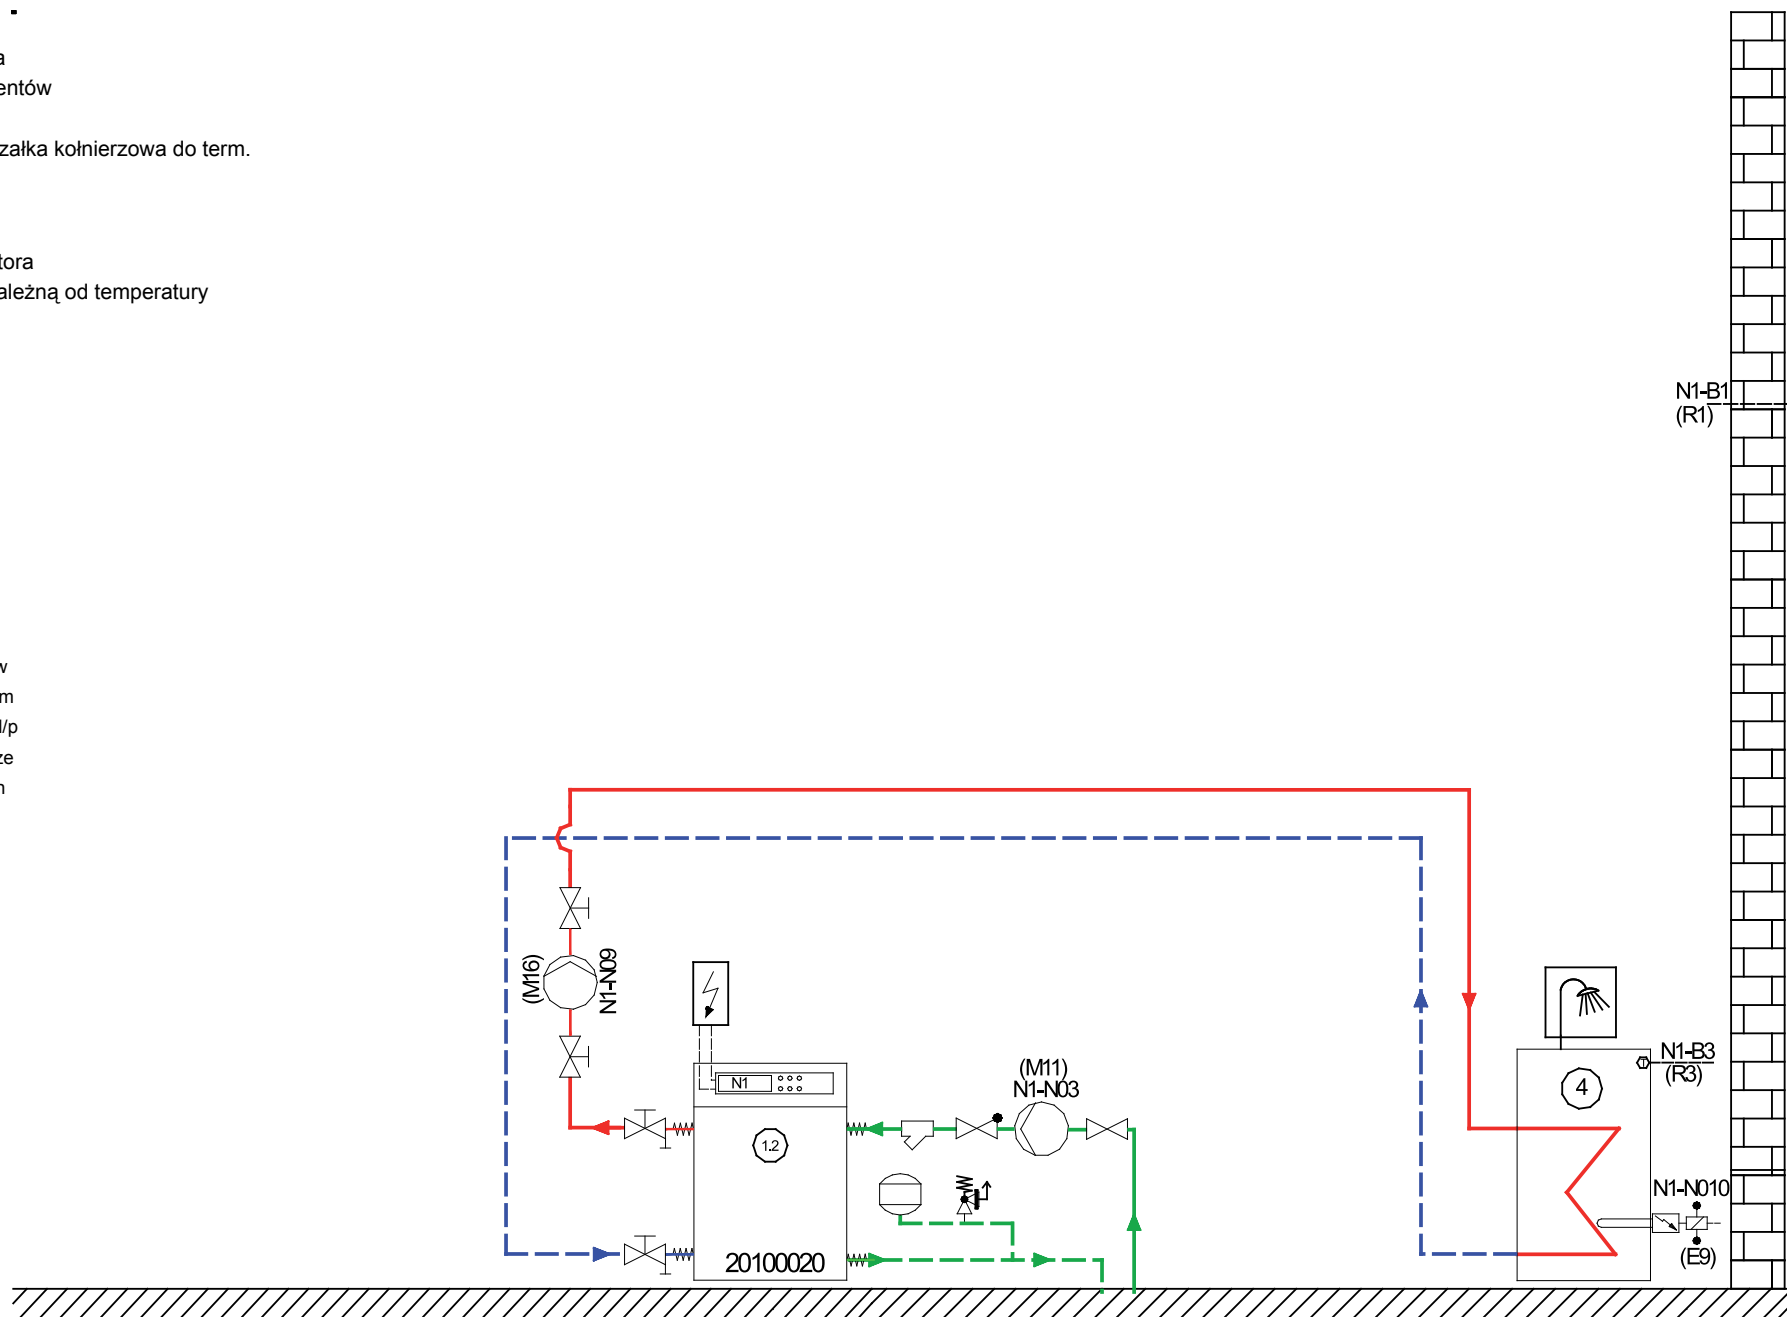 a
entów
załka kołnierzowa do term.
tora
ależną od temperatury
w
m
l/p
ze
n
N1-B1
(R1)
(M16)
N1-N09
N1
(M11)
N1-N03
1.2
20100020
4
N1-B3
(R3)
N1-N010
(E9)